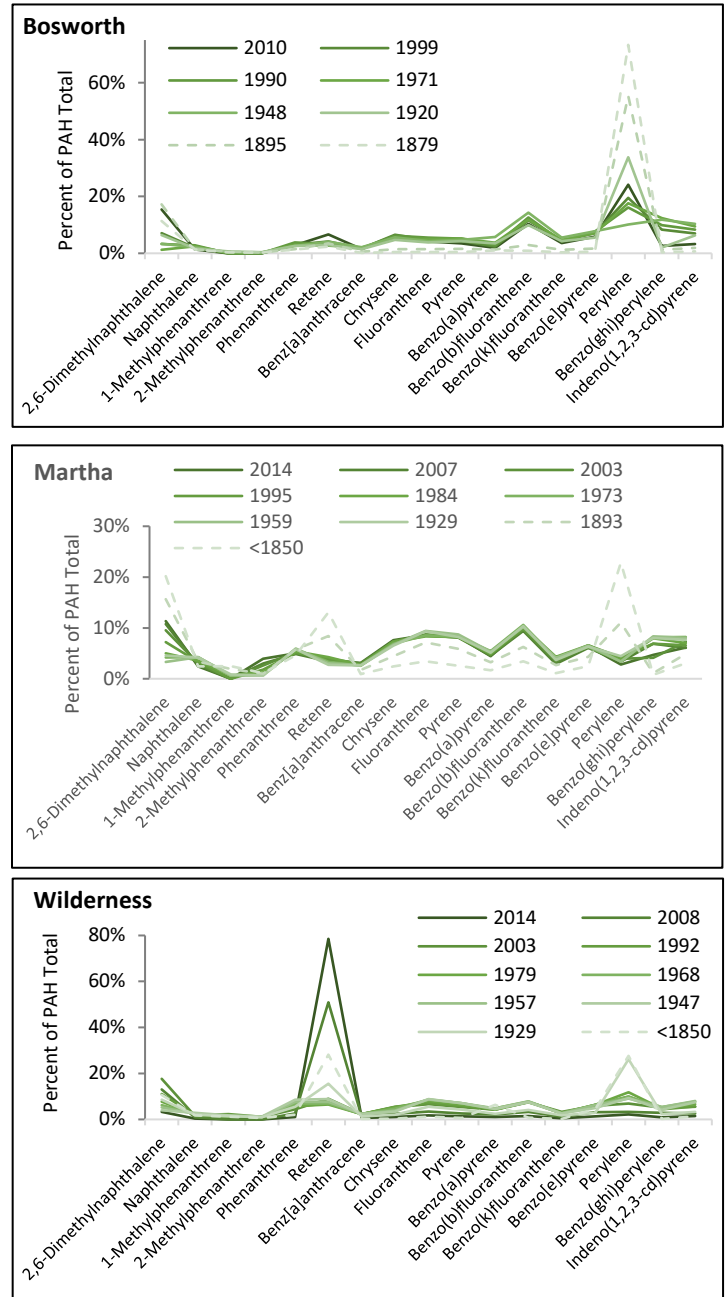 Bosworth
2010 1999
1990 1971
1948 1920
1895 1879
Percent of PAH Total
60%
40%
20%
0%
2,6-Dimethylnaphthalene
Naphthalene
1-Methylphenanthrene
2-Methylphenanthrene
Phenanthrene
Retene
Benz[a]anthracene
Chrysene
Fluoranthene
Pyrene
Benzo(a)pyrene
Benzo(b)fluoranthene
Benzo(k)fluoranthene
Benzo[e]pyrene
Perylene
Benzo(ghi)perylene
Indeno(1,2,3-cd)pyrene
Martha
2014 2007 2003
1995 1984 1973
1959 1929 1893
<1850
Percent of PAH Total
30%
20%
10%
0%
2,6-Dimethylnaphthalene
Naphthalene
1-Methylphenanthrene
2-Methylphenanthrene
Phenanthrene
Retene
Benz[a]anthracene
Chrysene
Fluoranthene
Pyrene
Benzo(a)pyrene
Benzo(b)fluoranthene
Benzo(k)fluoranthene
Benzo[e]pyrene
Perylene
Benzo(ghi)perylene
Indeno(1,2,3-cd)pyrene
Wilderness
2014 2008
2003 1992
1979 1968
1957 1947
1929 <1850
Percent of PAH Total
80%
60%
40%
20%
0%
2,6-Dimethylnaphthalene
Naphthalene
1-Methylphenanthrene
2-Methylphenanthrene
Phenanthrene
Retene
Benz[a]anthracene
Chrysene
Fluoranthene
Pyrene
Benzo(a)pyrene
Benzo(b)fluoranthene
Benzo(k)fluoranthene
Benzo[e]pyrene
Perylene
Benzo(ghi)perylene
Indeno(1,2,3-cd)pyrene